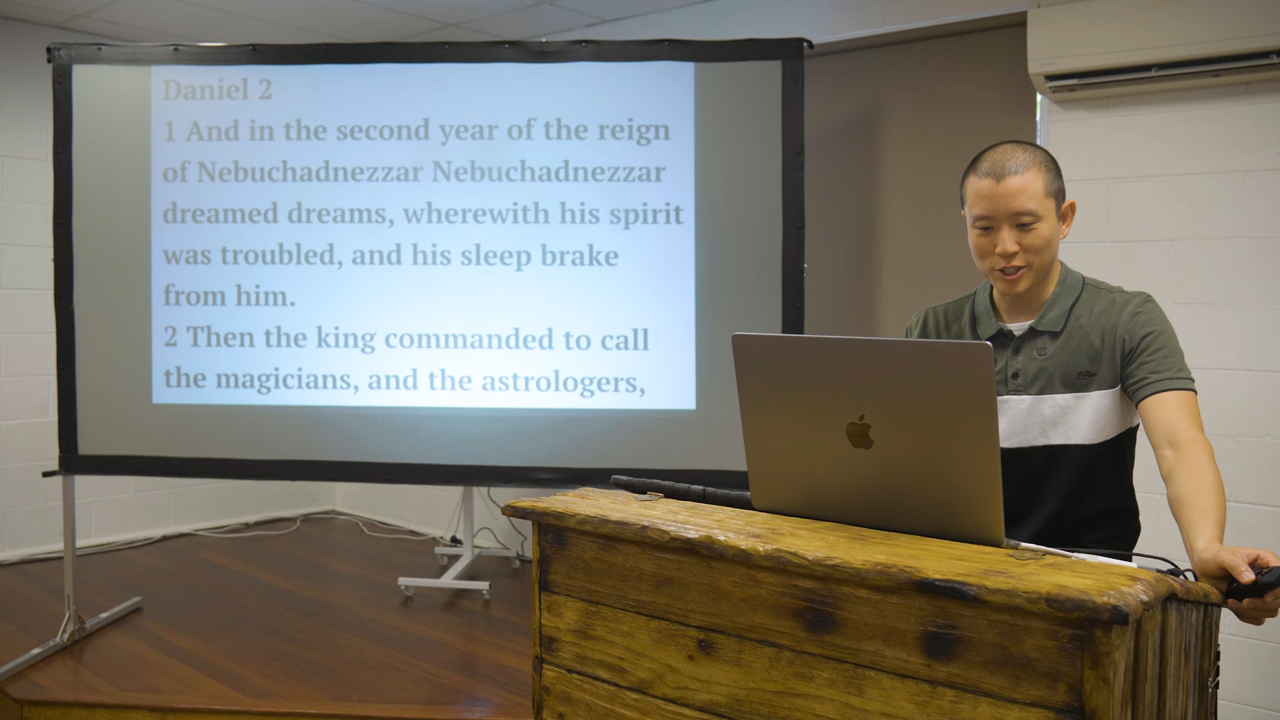 Daniel 2
1 And in the second year of the reign
of Nebuchadnezzar Nebuchadnezzar
dreamed dreams, wherewith his spirit
was troubled, and his sleep brake
from him.
2 Then the king commanded to call
the magicians, and the astrologers,